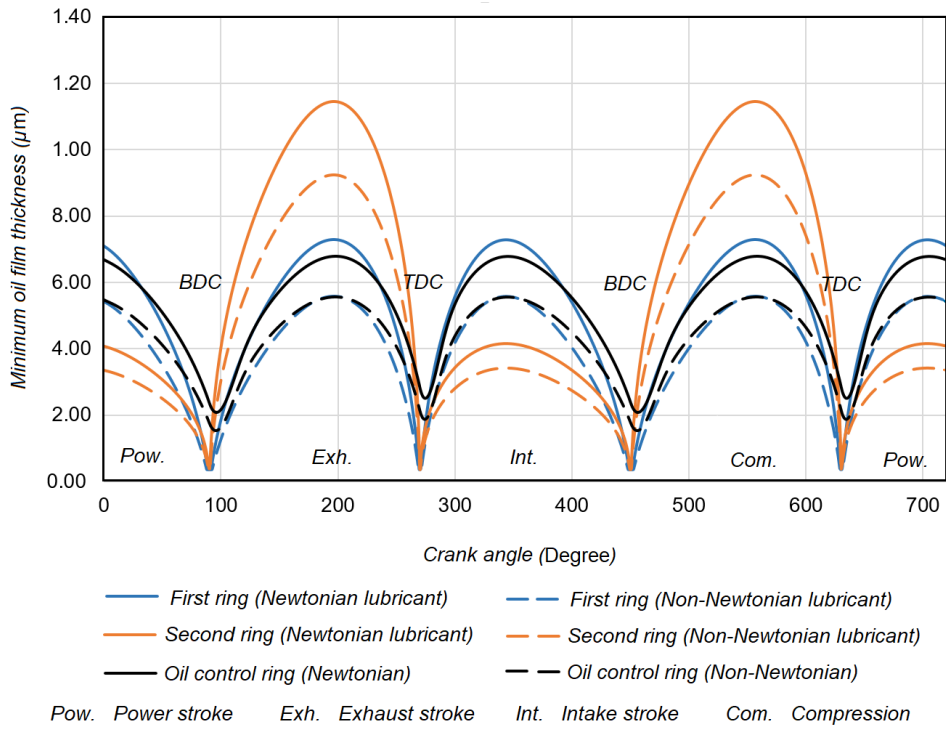 1.40
1.20
1.00
8.00
6.00
4.00
2.00
0.00
Minimum oil film thickness (μm)
BDC
TDC
BDC
TDC
Pow.
Exh.
Int.
Com.
Pow.
0
100
200
300
400
500
600
700
Crank angle (Degree)
First ring (Newtonian lubricant)
First ring (Non-Newtonian lubricant)
Second ring (Newtonian lubricant)
Second ring (Non-Newtonian lubricant)
Oil control ring (Newtonian)
Oil control ring (Non-Newtonian)
Pow. Power stroke Exh. Exhaust stroke Int. Intake stroke Com. Compression